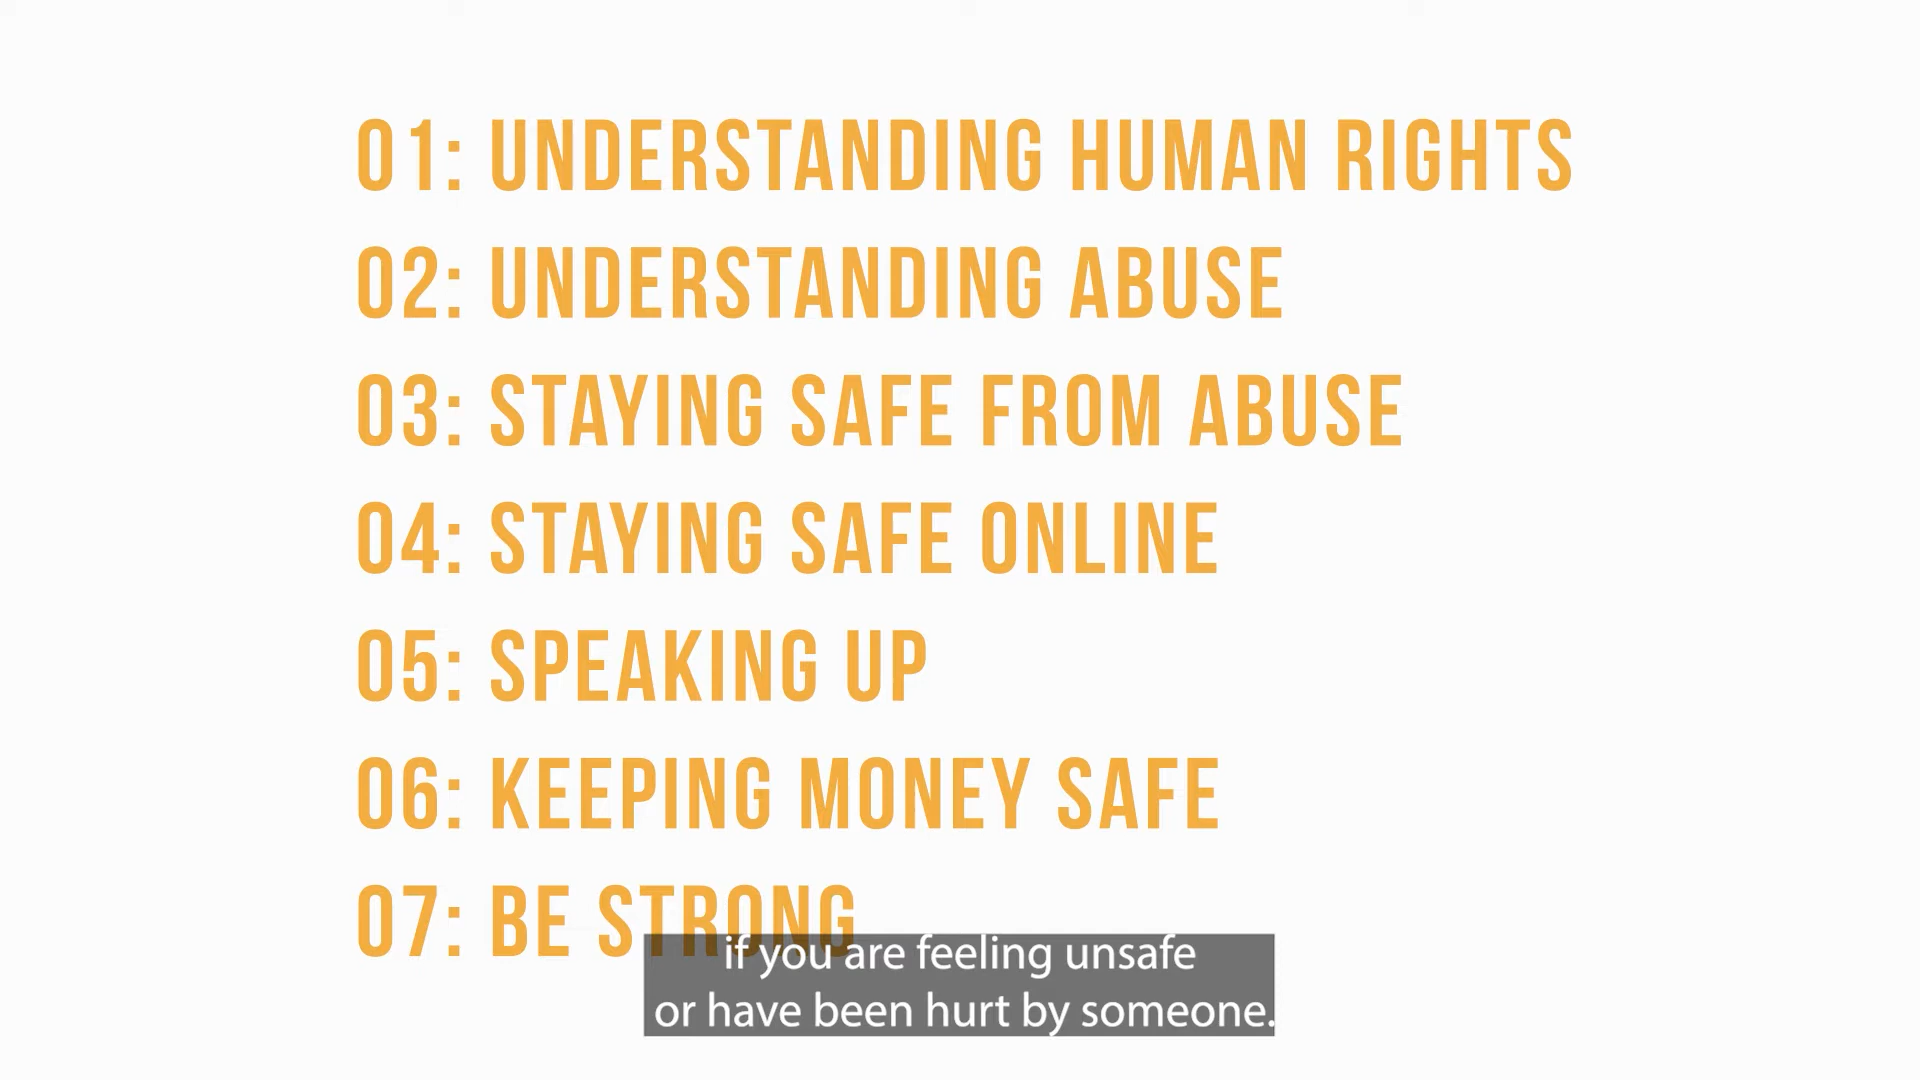 01: UNDERSTANDING HUMAN RIGHTS
02: UNDERSTANDING ABUSE
03: STAYING SAFE FROM ABUSE
04: STAYING SAFE ONLINE
05: SPEAKING UP
06: KEEPING MONEY SAFE
07: BE STRONG
if you are feeling unsafe
or have been hurt by someone.